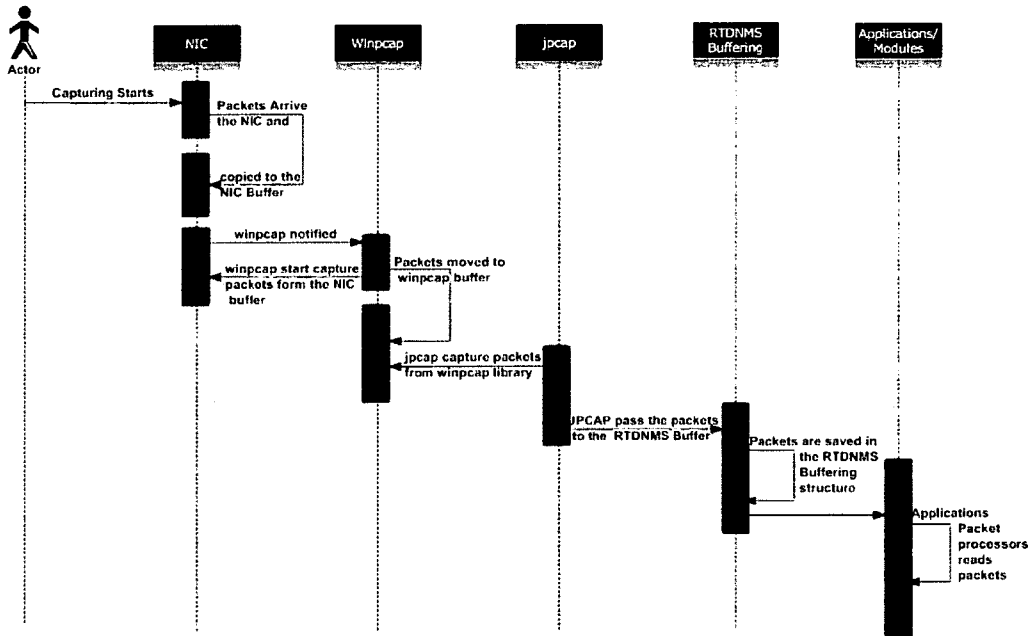 Actor
NIC
Winpcap
jpcap
RTDNMS
Buffering
Applications/
Modules
Capturing Starts
Packets Arrive
the NIC and
copied to the
NIC Buffer
winpcap notified
winpcap start capture
packets form the NIC
buffer
Packets moved to
winpcap buffer
jpcap capture packets
from winpcap library
JPCAP pass the packets
to the RTDNMS Buffer
Packets are saved in
the RTDNMS
Buffering
structure
Applications
Packet
processors
reads
packets